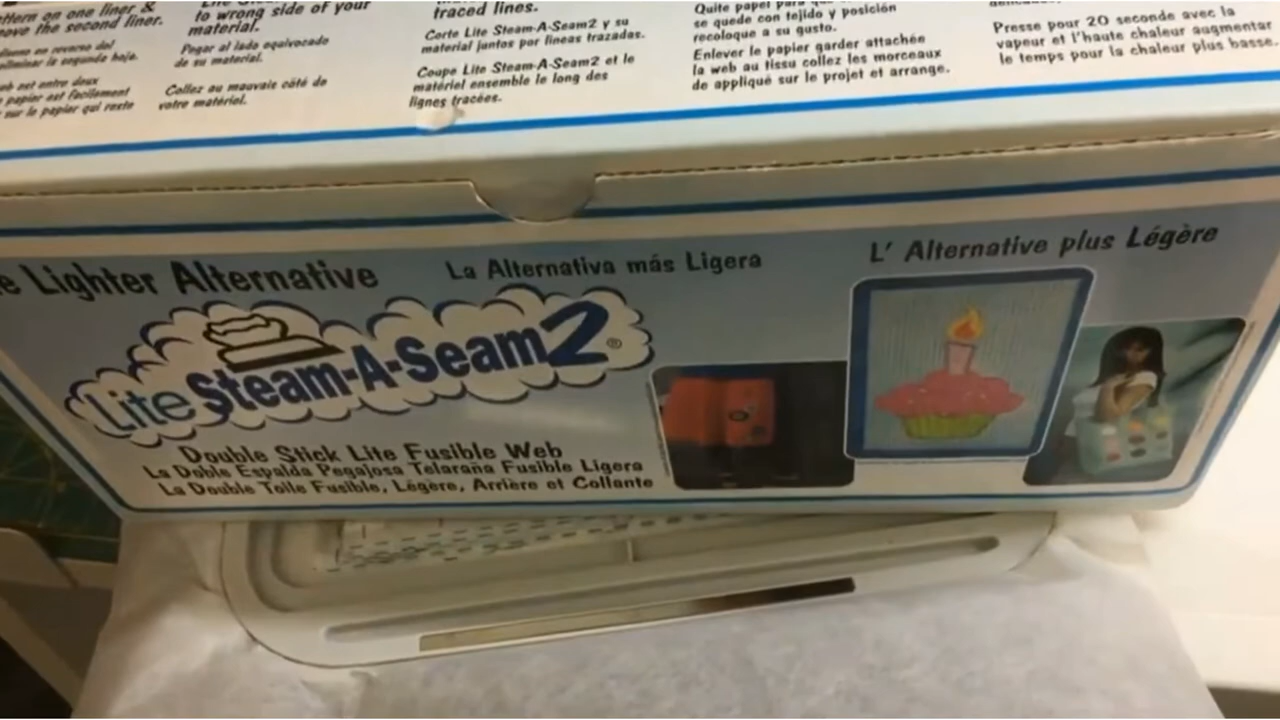 to wrong side of your
material.
Pegar al lado equivocado
de su material.
Collez au mauvais côté de
votre matériel.
traced lines.
Corte Lite Steam-A-Seam2 y su
material juntos por lineas trazadas.
Coupe Lite Steam-A-Seam2 et le
matériel ensemble le long des
lignes tracées.
se quede con tejido y posición
recoloque a su gusto.
Enlever le papier garder attachée
la web au tissu collez les morceaux
de appliqué sur le projet et arrange.
Presse pour 20 seconde avec la
vapeur et l'haute chaleur augmentar
le temps pour la chaleur plus basse.
e Lighter Alternative
La Alternativa más Ligera
L' Alternative plus Légère
Lite Steam-A-Seam2®
Double Stick Lite Fusible Web
La Doble Espalda Pegajosa Telaraña Fusible Ligera
La Double Toile Fusible, Légère, Arrière et Collante